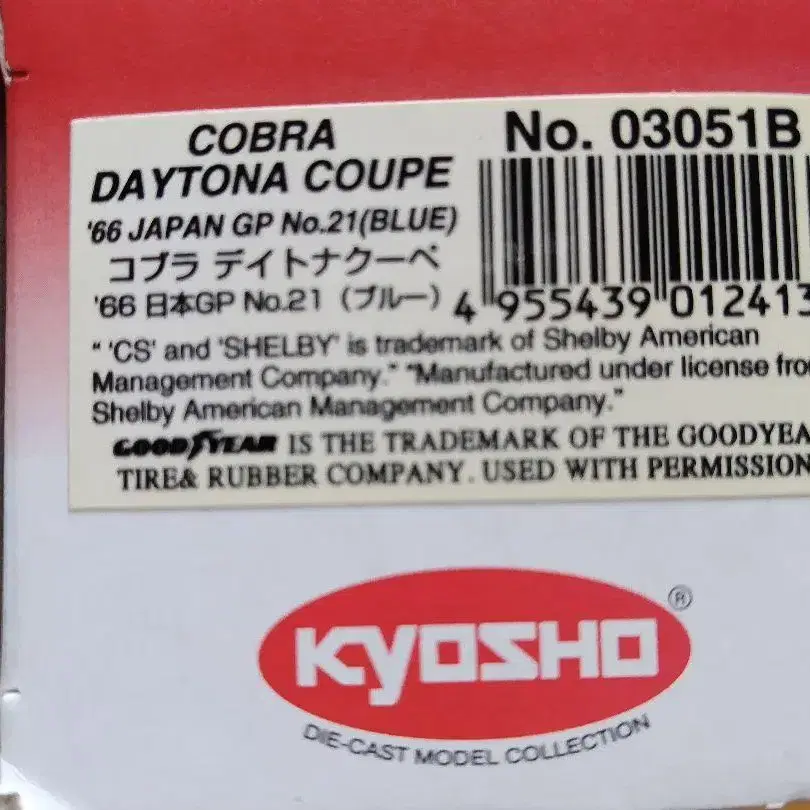 COBRA
DAYTONA COUPE
'66 JAPAN GP No.21(BLUE)
コブラ デイトナクーペ
'66 日本GP No.21 (ブルー)
No. 03051B
4 955439 012413
" 'CS' and 'SHELBY' is trademark of Shelby American
Management Company." "Manufactured under license fro
Shelby American Management Company."
GOODYEAR IS THE TRADEMARK OF THE GOODYEA
TIRE& RUBBER COMPANY. USED WITH PERMISSION
KYOSHO ®
DIE-CAST MODEL COLLECTION